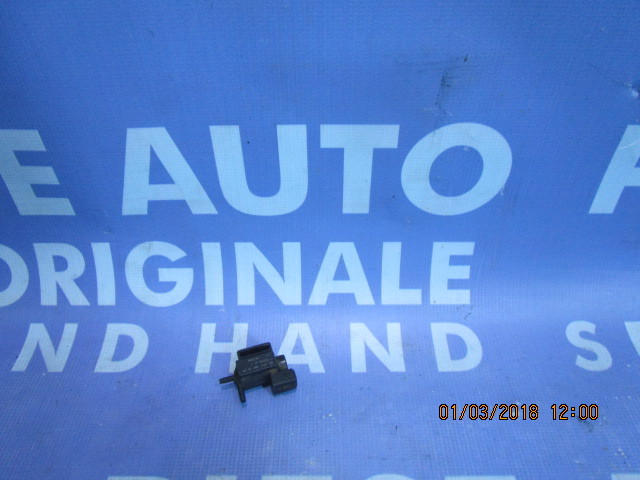 E AUTO A
ORIGINALE
ND HAND S
01/03/2018 12:00